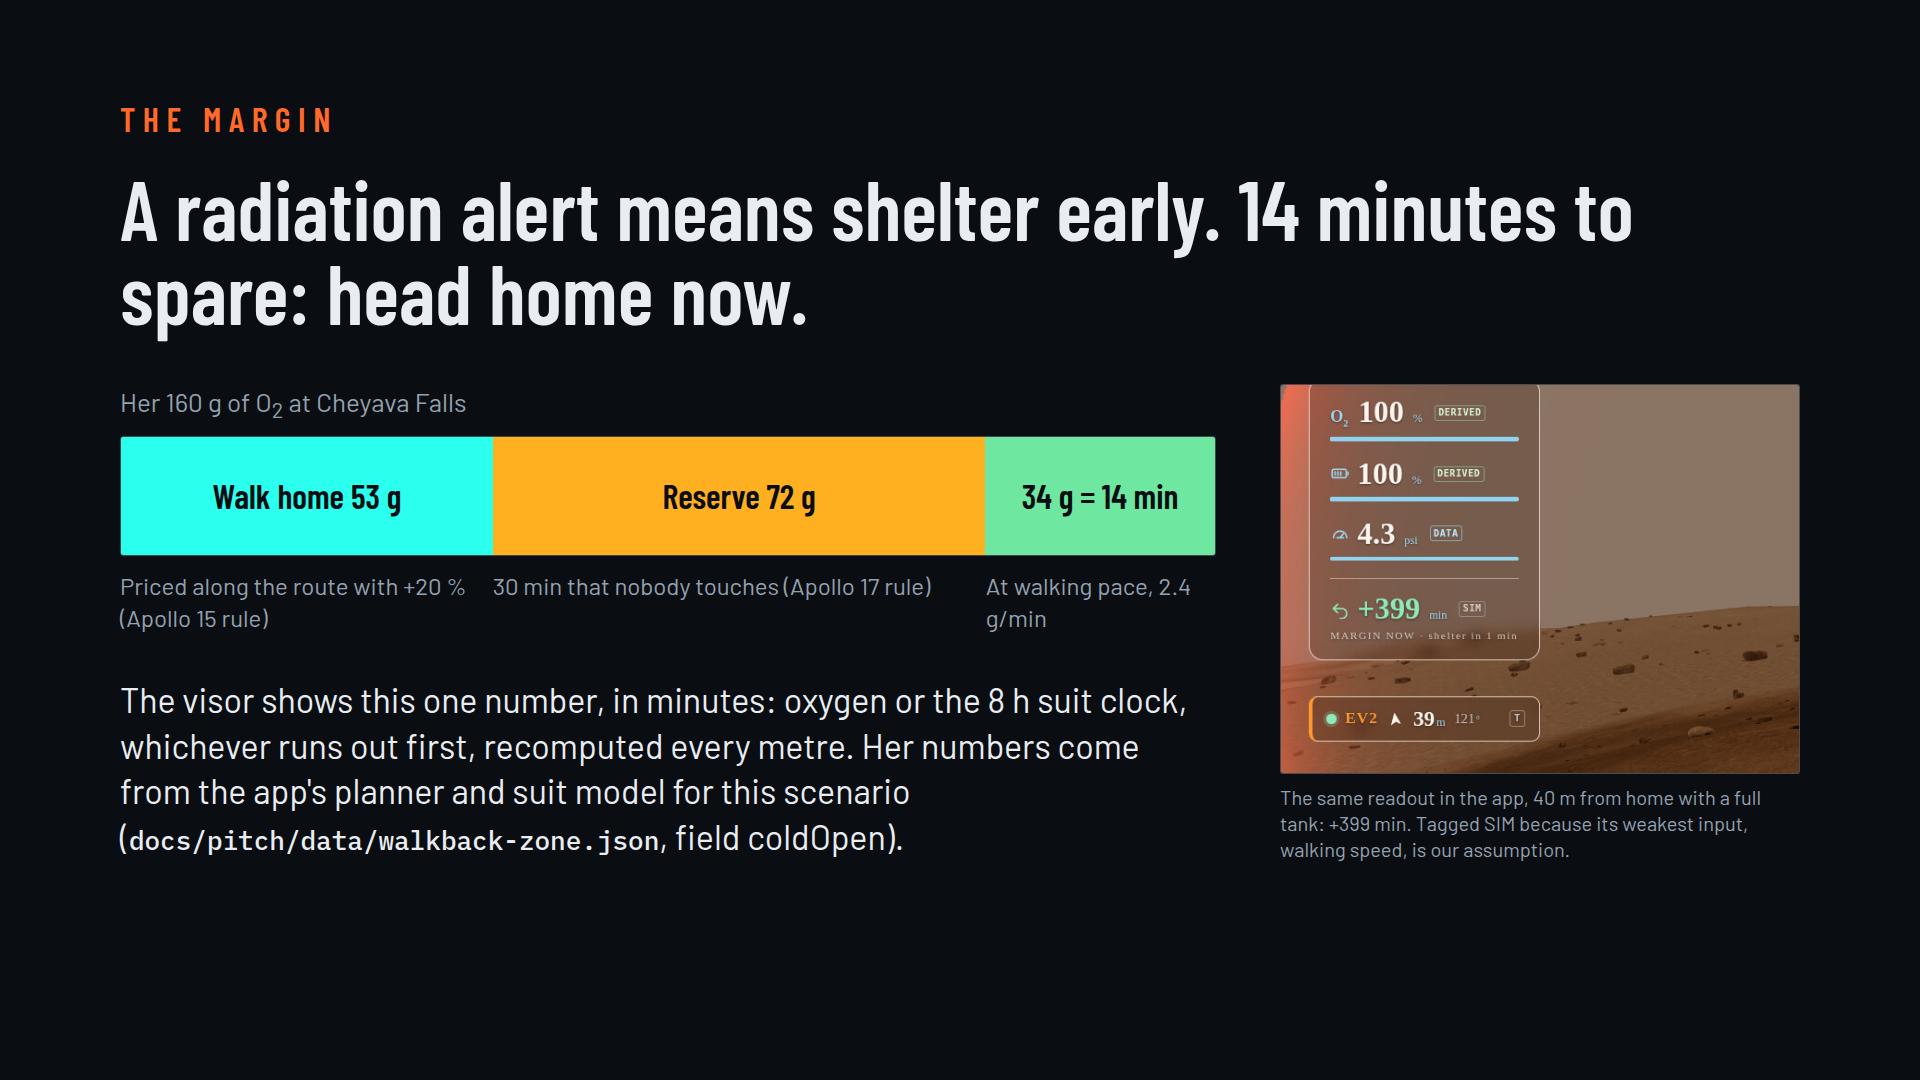 THE MARGIN
A radiation alert means shelter early. 14 minutes to
spare: head home now.
Her 160 g of O2 at Cheyava Falls
Walk home 53 g
Reserve 72 g
34 g = 14 min
Priced along the route with +20 %
(Apollo 15 rule)
30 min that nobody touches (Apollo 17 rule)
At walking pace, 2.4
g/min
The visor shows this one number, in minutes: oxygen or the 8 h suit clock,
whichever runs out first, recomputed every metre. Her numbers come
from the app's planner and suit model for this scenario
(docs/pitch/data/walkback-zone.json, field coldOpen).
O2 100 % DERIVED
100 % DERIVED
4.3 psi DATA
+399 min SIM
MARGIN NOW · shelter in 1 min
EV2 39 m 121° T
The same readout in the app, 40 m from home with a full
tank: +399 min. Tagged SIM because its weakest input,
walking speed, is our assumption.